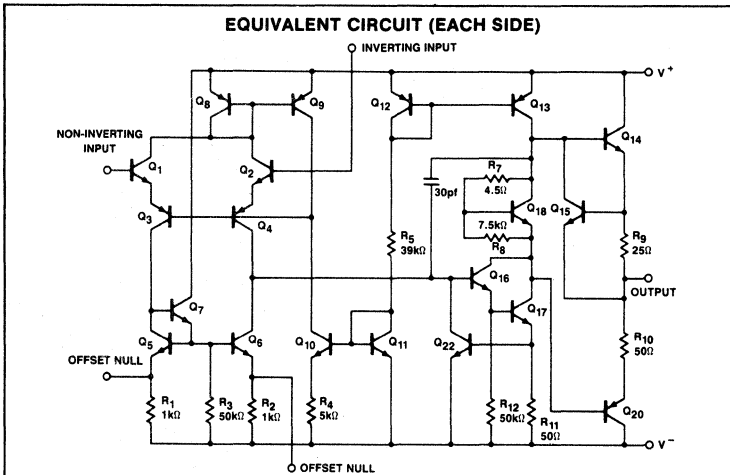 EQUIVALENT CIRCUIT (EACH SIDE)
INVERTING INPUT
V+
Q8
Q9
Q12
Q13
Q14
NON-INVERTING
INPUT
Q1
Q2
R7
4.5Ω
30pf
Q18
Q15
Q3
Q4
7.5kΩ
R8
R5
39kΩ
R9
25Ω
Q16
OUTPUT
Q7
Q17
Q5
Q6
Q10
Q11
Q22
R10
50Ω
OFFSET NULL
R1
1kΩ
R3
50kΩ
R2
1kΩ
R4
5kΩ
R12
50kΩ
R11
50Ω
Q20
V−
OFFSET NULL